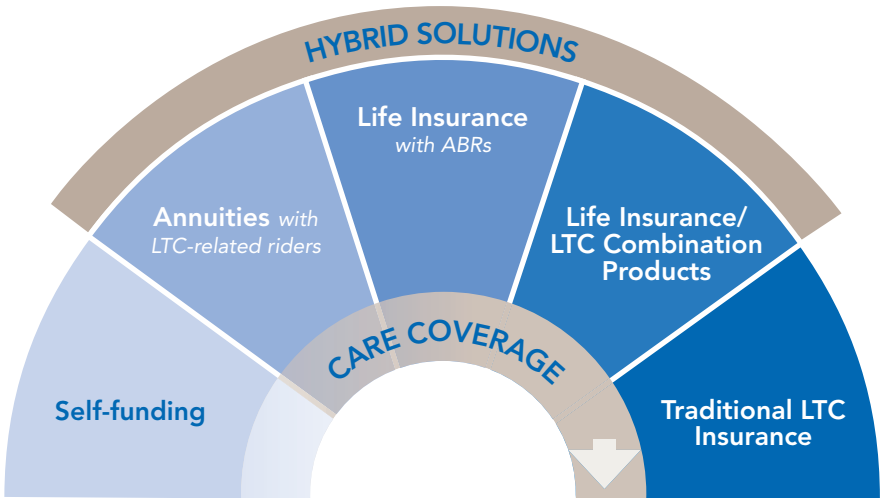 HYBRID SOLUTIONS
Life Insurance
with ABRs
Annuities with
LTC-related riders
Life Insurance/
LTC Combination
Products
CARE COVERAGE
Self-funding
Traditional LTC
Insurance